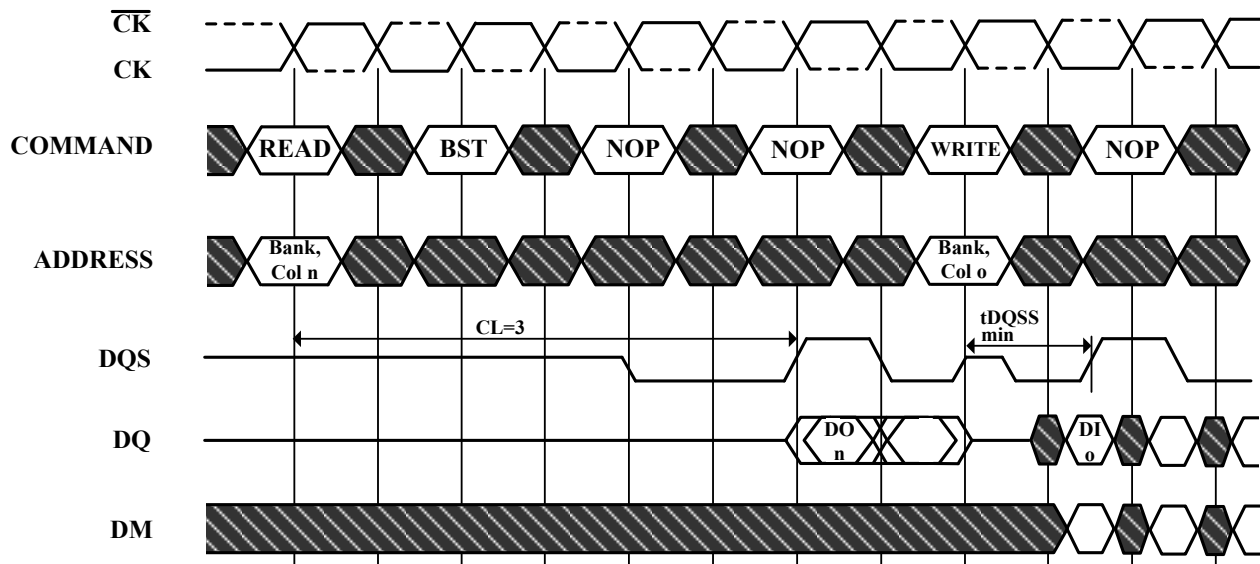 C̅K̅
CK
COMMAND
READ
BST
NOP
NOP
WRITE
NOP
ADDRESS
Bank,
Col n
Bank,
Col o
DQS
CL=3
tDQSS
min
DQ
DO
n
DI
o
DM